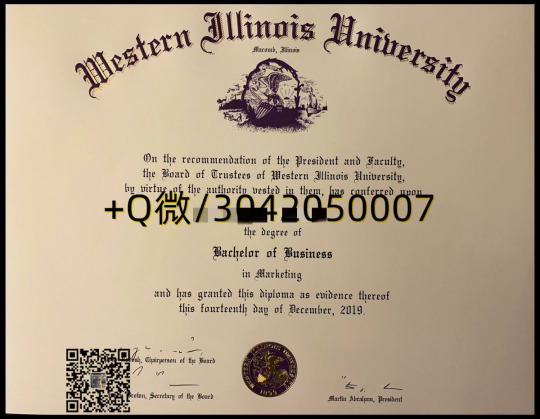 Western Illinois University
Macomb, Illinois
On the recommendation of the President and Faculty,
the Board of Trustees of Western Illinois University,
by virtue of the authority vested in them, has conferred upon
+Q微/3042050007
the degree of
Bachelor of Business
in Marketing
and has granted this diploma as evidence thereof
this fourteenth day of December, 2019.
Chairperson of the Board
Secretary of the Board
Martin Abraham, President